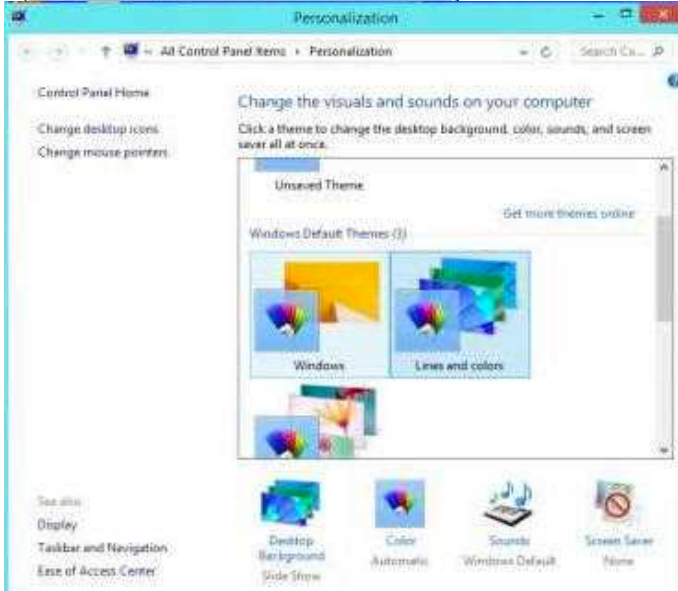 Personalization
All Control Panel Items Personalization
Search Co...
Control Panel Home
Change desktop icons
Change mouse pointers
Change the visuals and sounds on your computer
Click a theme to change the desktop background, color, sounds, and screen
saver all at once.
Unsaved Theme
Get more themes online
Windows Default Themes (3)
Windows
Lines and colors
See also
Display
Taskbar and Navigation
Ease of Access Center
Desktop
Background
Slide Show
Color
Automatic
Sounds
Windows Default
Screen Saver
None